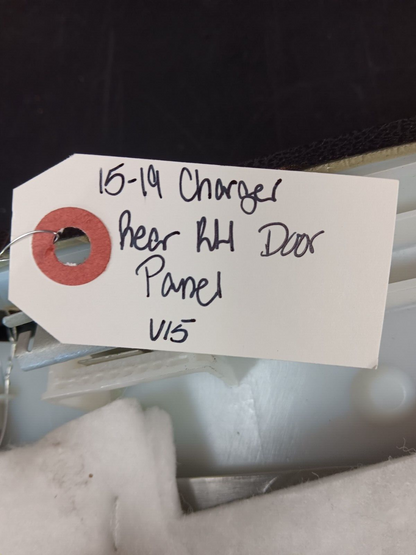 15-19 Charger
Rear RH Door
Panel
V15